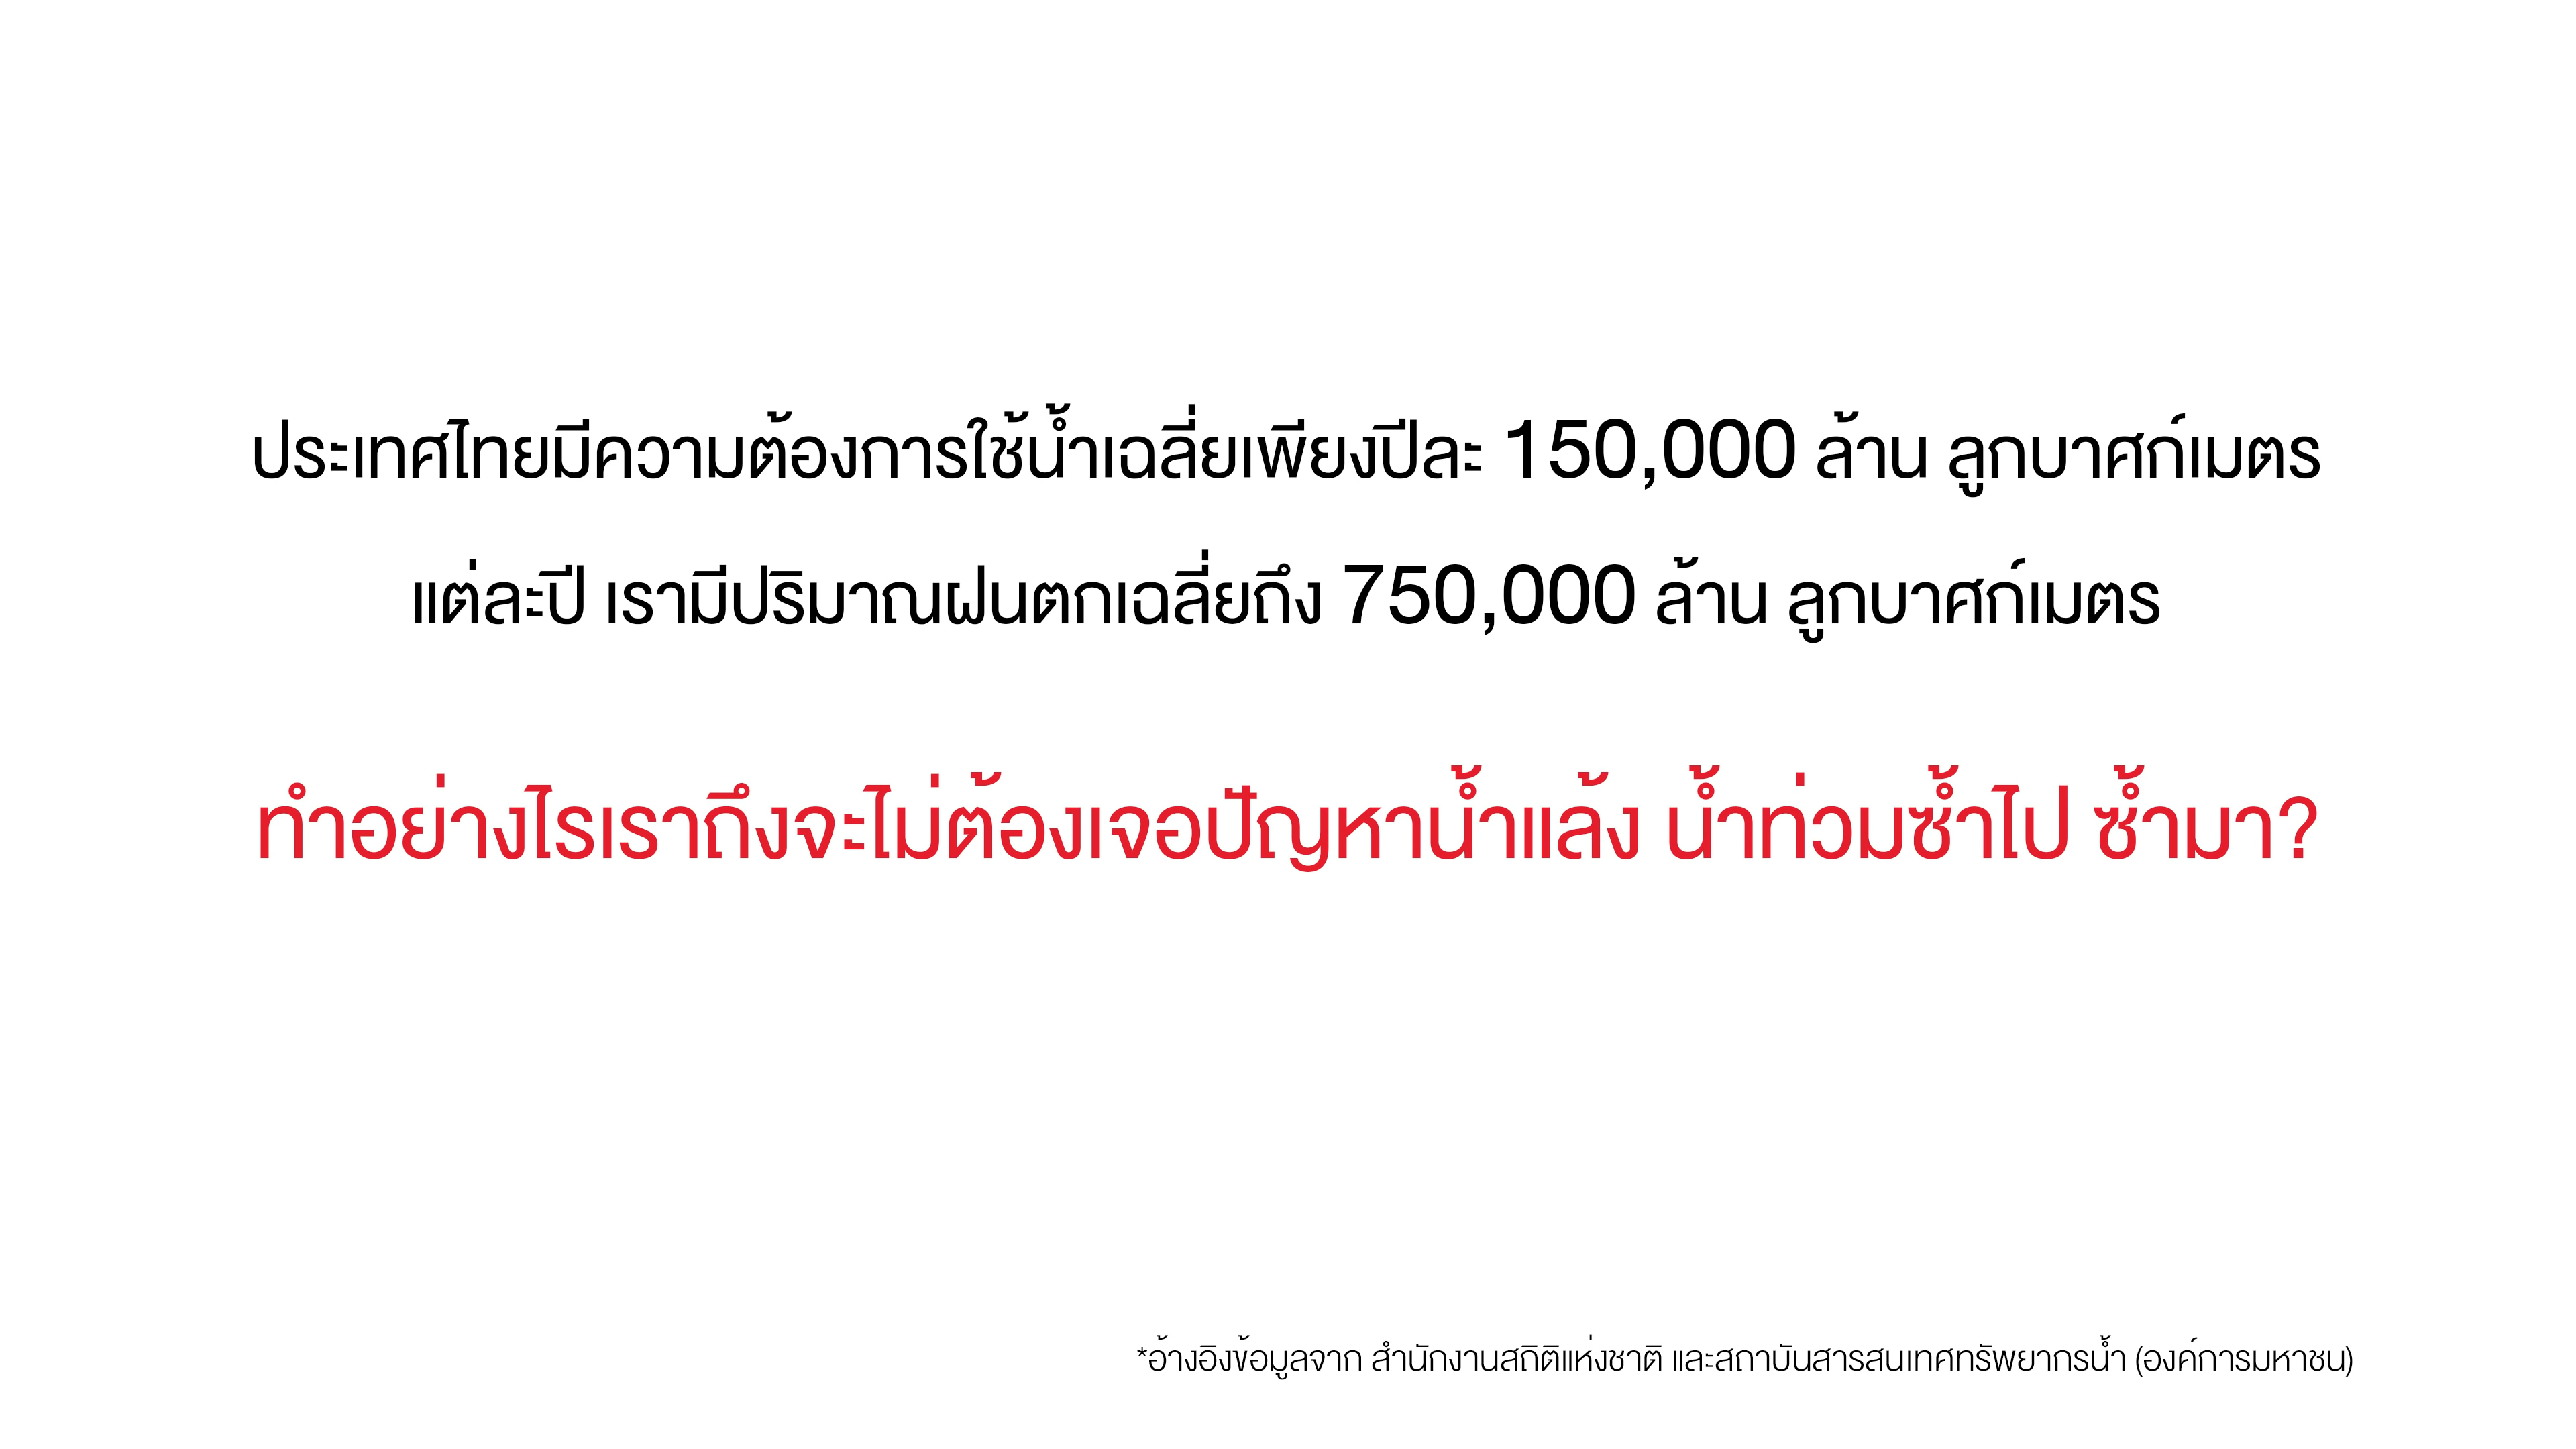 ประเทศไทยมีความต้องการใช้น้ำเฉลี่ยเพียงปีละ 150,000 ล้าน ลูกบาศก์เมตร
แต่ละปี เรามีปริมาณฝนตกเฉลี่ยถึง 750,000 ล้าน ลูกบาศก์เมตร
ทำอย่างไรเราถึงจะไม่ต้องเจอปัญหาน้ำแล้ง น้ำท่วมซ้ำไป ซ้ำมา?
*อ้างอิงข้อมูลจาก สำนักงานสถิติแห่งชาติ และสถาบันสารสนเทศทรัพยากรน้ำ (องค์การมหาชน)